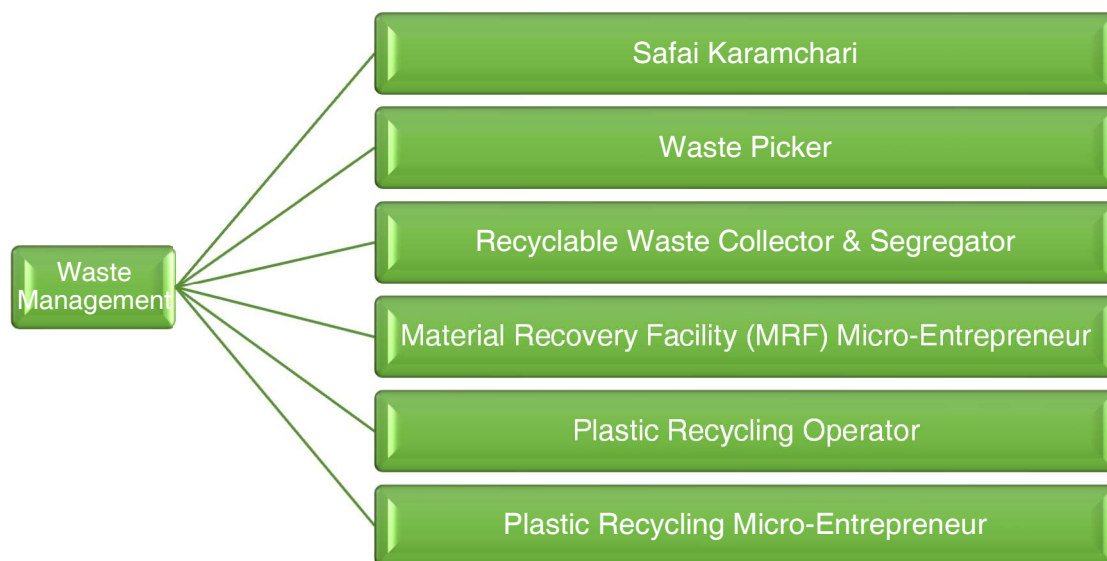 Safai Karamchari
Waste Picker
Recyclable Waste Collector & Segregator
Waste
Management
Material Recovery Facility (MRF) Micro-Entrepreneur
Plastic Recycling Operator
Plastic Recycling Micro-Entrepreneur